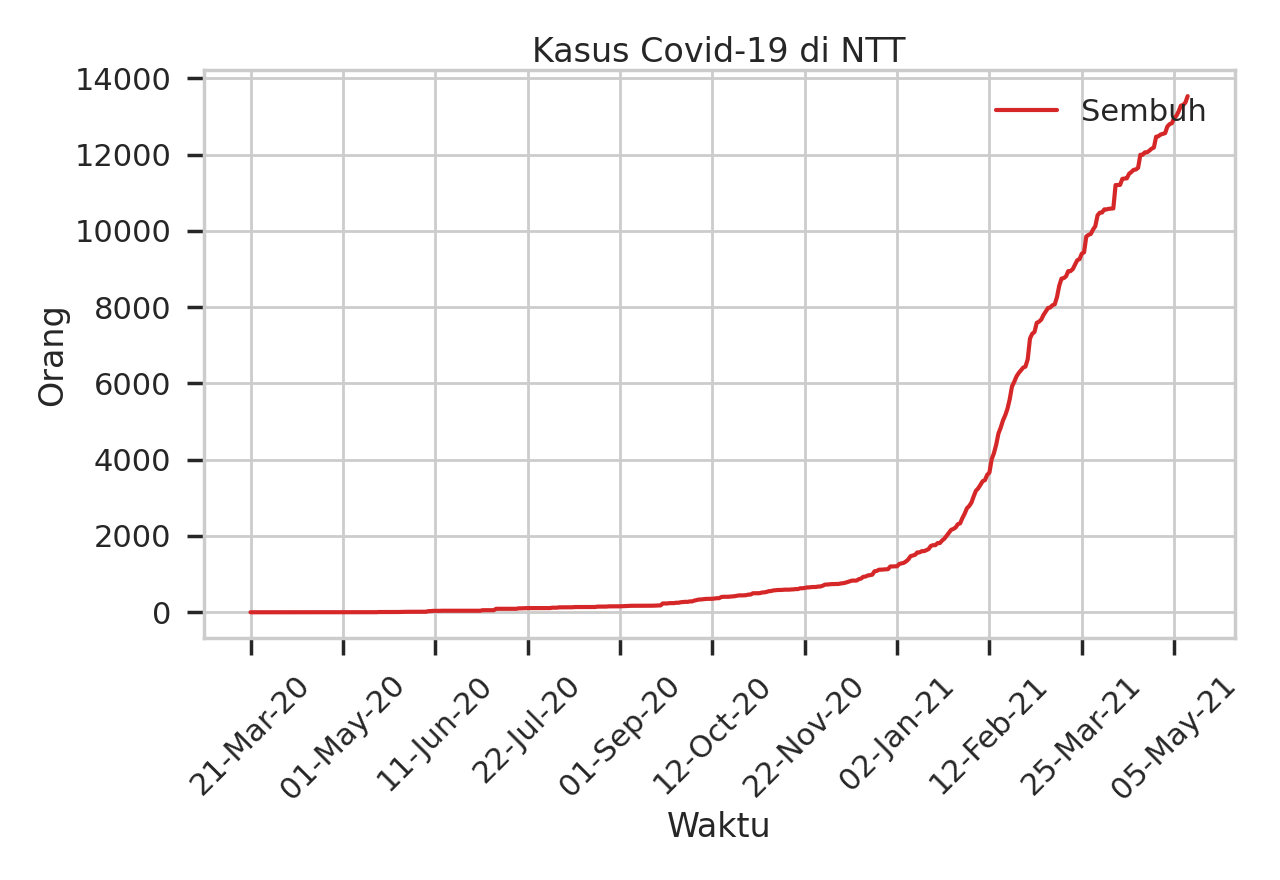 Kasus Covid-19 di NTT
Sembuh
Orang
14000
12000
10000
8000
6000
4000
2000
0
21-Mar-20
01-May-20
11-Jun-20
22-Jul-20
01-Sep-20
12-Oct-20
22-Nov-20
02-Jan-21
12-Feb-21
25-Mar-21
05-May-21
Waktu